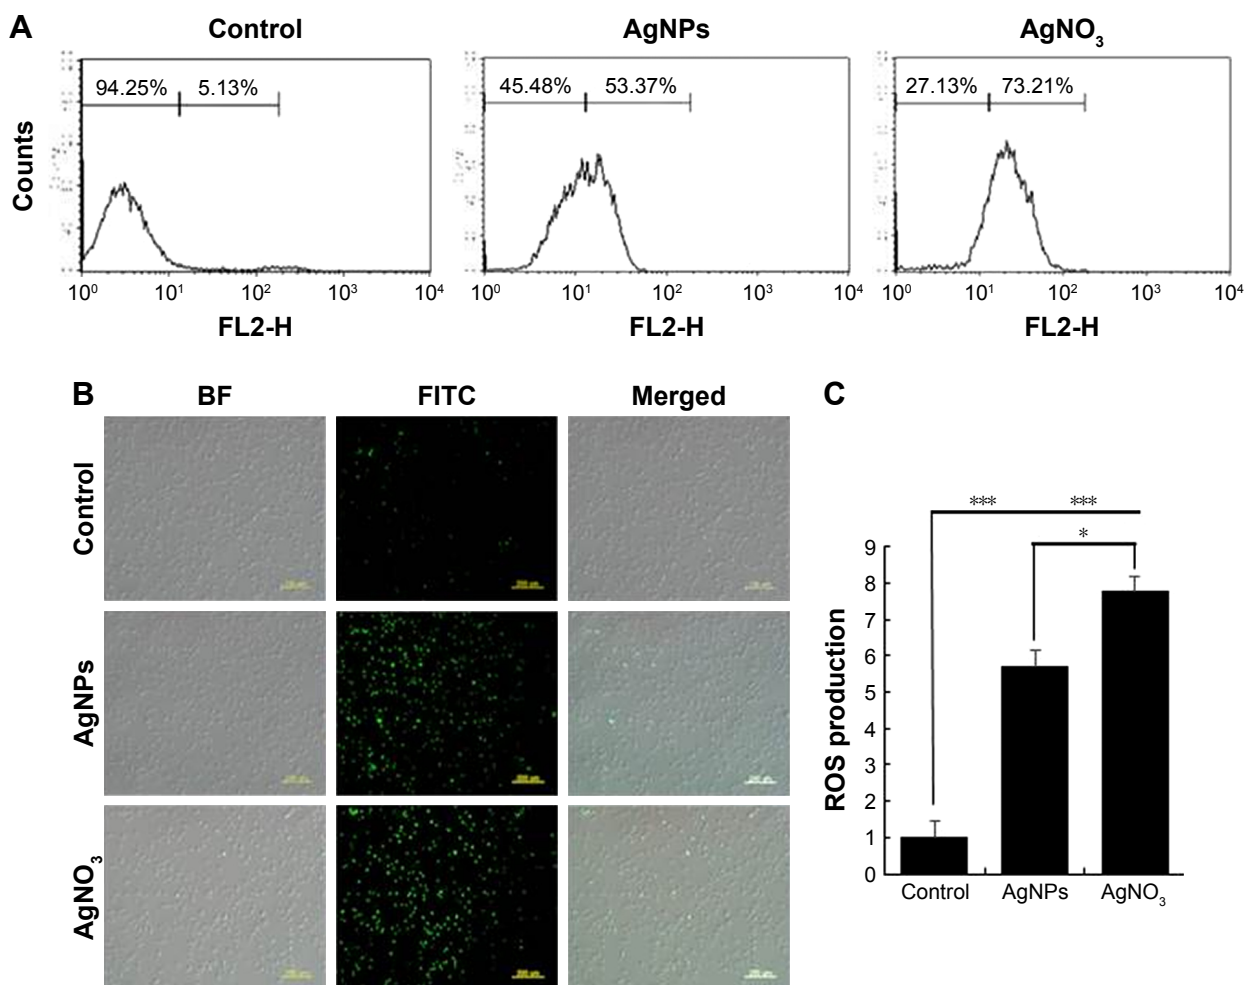 A
Control AgNPs AgNO₃
94.25% 5.13% 45.48% 53.37% 27.13% 73.21%
Counts
10⁰ 10¹ 10² 10³ 10⁴ 10⁰ 10¹ 10² 10³ 10⁴ 10⁰ 10¹ 10² 10³ 10⁴
FL2-H FL2-H FL2-H
B
BF FITC Merged
Control
AgNPs
AgNO₃
C
*** ***
*
9
8
7
6
5
4
3
2
1
0
ROS production
Control AgNPs AgNO₃